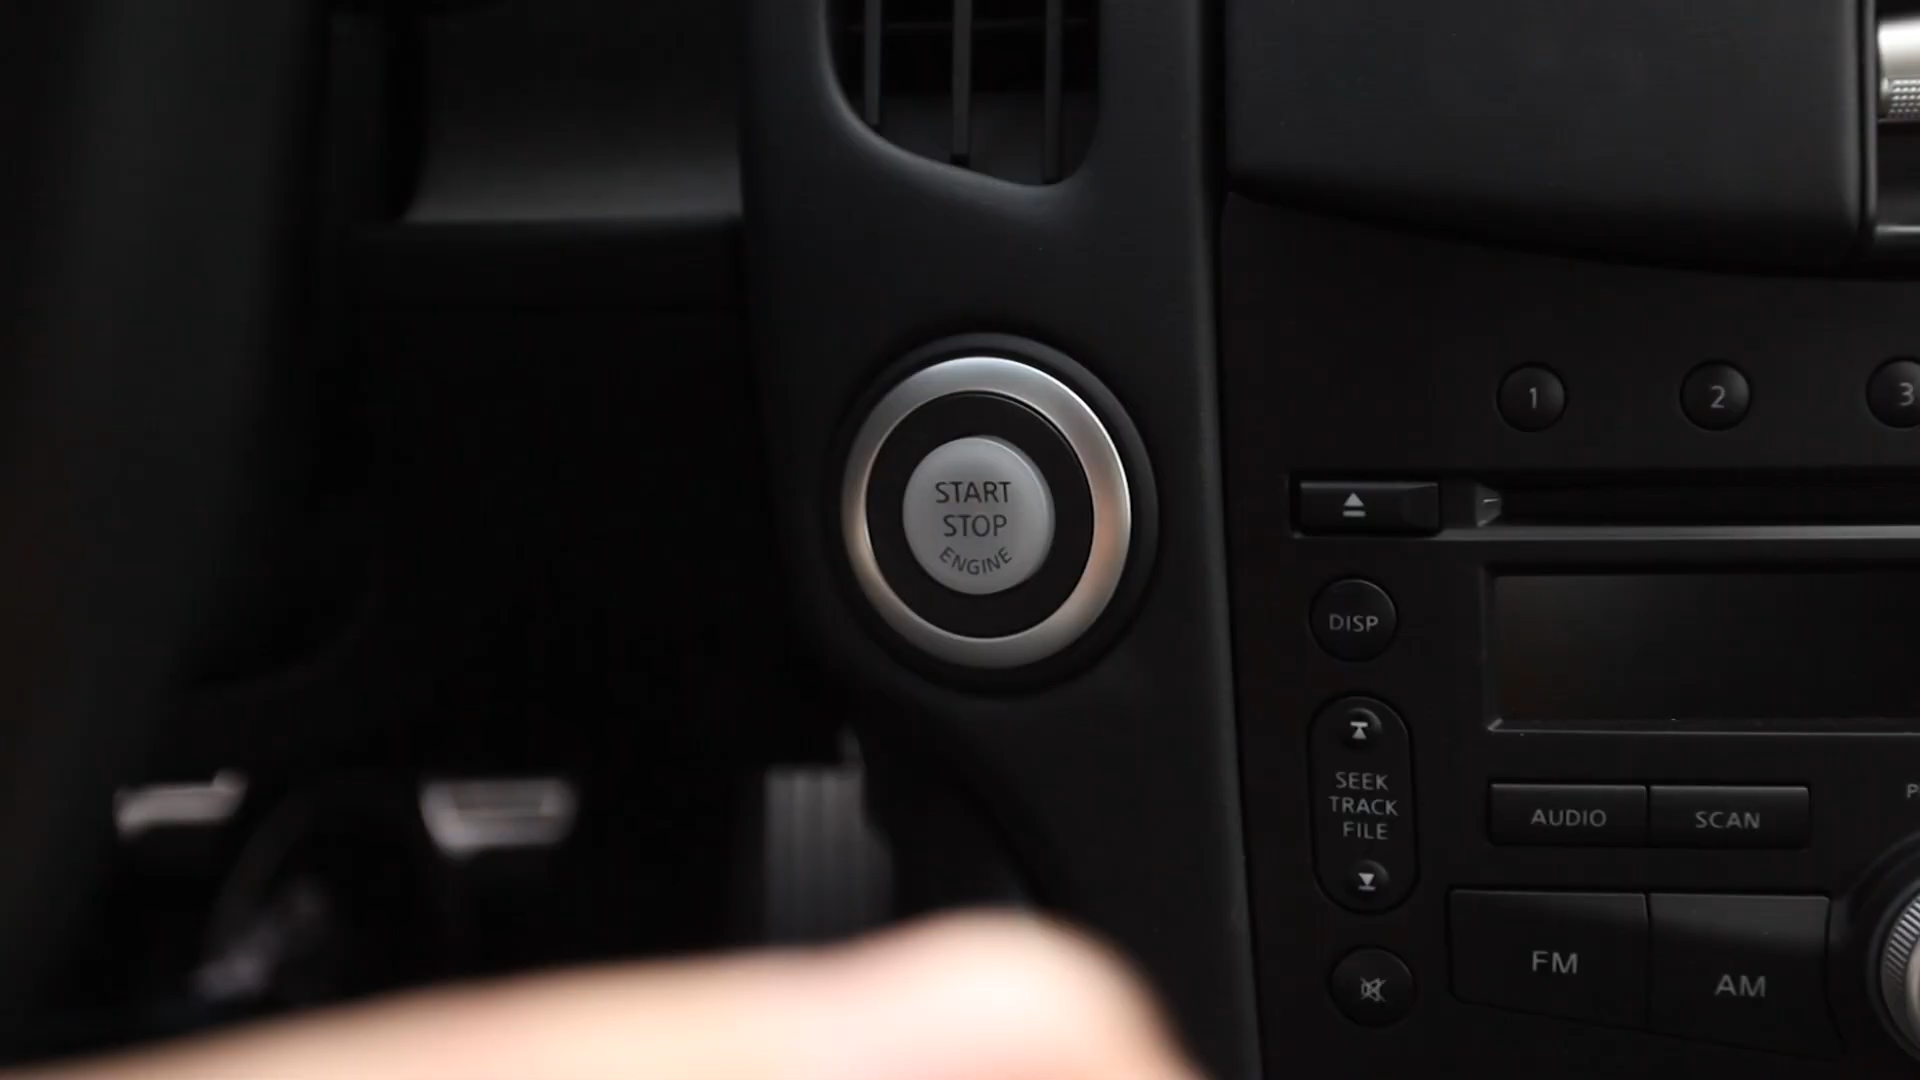 START
STOP
ENGINE
1
2
3
DISP
SEEK
TRACK
FILE
AUDIO
SCAN
FM
AM